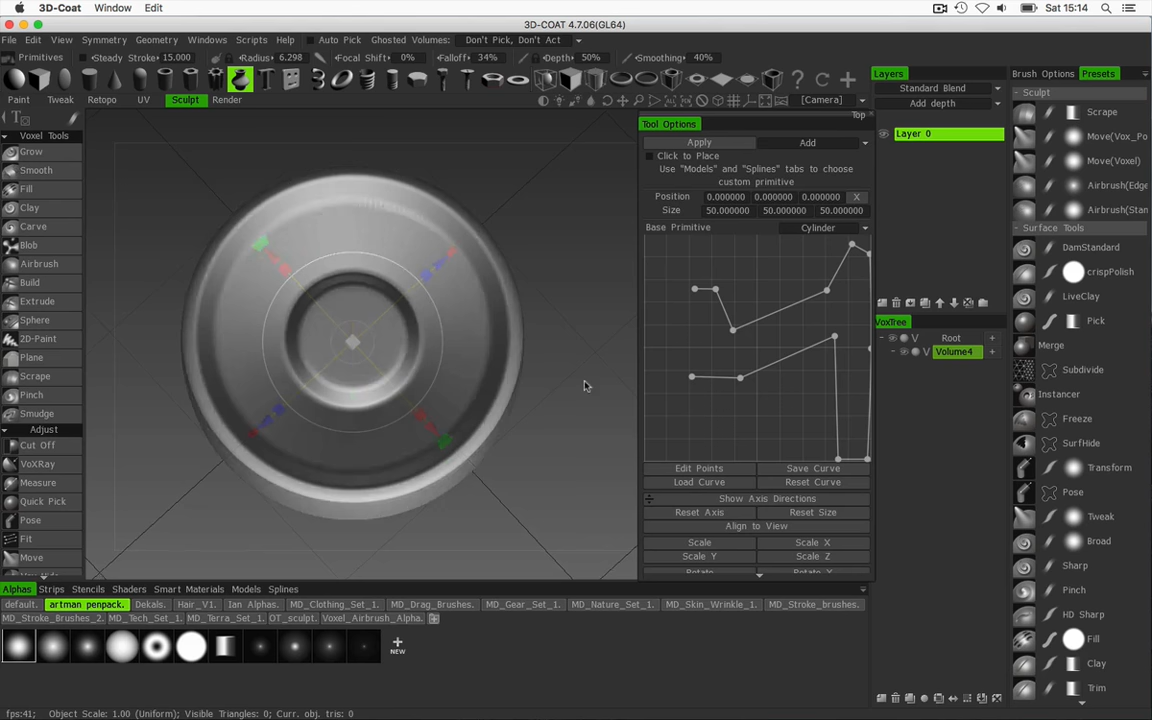 3D-Coat Window Edit Sat 15:14
3D-COAT 4.7.06(GL64)
File Edit View Symmetry Geometry Windows Scripts Help Auto Pick Ghosted Volumes: Don't Pick, Don't Act
Primitives Steady Stroke 15.000 Radius 6.298 Focal Shift 0% Falloff 34% Depth 50% Smoothing 40%
Paint Tweak Retopo UV Sculpt Render [Camera]
Voxel Tools
Grow
Smooth
Fill
Clay
Carve
Blob
Airbrush
Build
Extrude
Sphere
2D-Paint
Plane
Scrape
Pinch
Smudge
Adjust
Cut Off
VoXRay
Measure
Quick Pick
Pose
Fit
Move
Top
Tool Options
Apply Add
Click to Place
Use "Models" and "Splines" tabs to choose
custom primitive
Position 0.000000 0.000000 0.000000 X
Size 50.000000 50.000000 50.000000
Base Primitive Cylinder
Edit Points Save Curve
Load Curve Reset Curve
Show Axis Directions
Reset Axis Reset Size
Align to View
Scale Scale X
Scale Y Scale Z
Layers
Standard Blend
Add depth
Layer 0
VoxTree
V Root +
V Volume4 +
Brush Options Presets
Sculpt
Scrape
Move(Vox_Po
Move(Voxel)
Airbrush(Edge
Airbrush(Stan
Surface Tools
DamStandard
crispPolish
LiveClay
Pick
Merge
Subdivide
Instancer
Freeze
SurfHide
Transform
Pose
Tweak
Broad
Sharp
Pinch
HD Sharp
Fill
Clay
Trim
Alphas Strips Stencils Shaders Smart Materials Models Splines
default. artman penpack. Dekals. Hair_V1. Ian Alphas. MD_Clothing_Set_1. MD_Drag_Brushes. MD_Gear_Set_1. MD_Nature_Set_1. MD_Skin_Wrinkle_1. MD_Stroke_brushes.
MD_Stroke_Brushes_2. MD_Tech_Set_1. MD_Terra_Set_1. OT_sculpt. Voxel_Airbrush_Alpha.
NEW
fps:41; Object Scale: 1.00 (Uniform); Visible Triangles: 0; Curr. obj. tris: 0